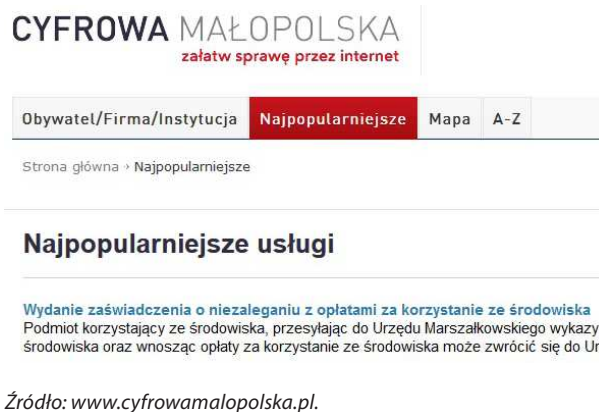 CYFROWA MAŁOPOLSKA
załatw sprawę przez internet
Obywatel/Firma/Instytucja Najpopularniejsze Mapa A-Z
Strona główna › Najpopularniejsze
Najpopularniejsze usługi
Wydanie zaświadczenia o niezaleganiu z opłatami za korzystanie ze środowiska
Podmiot korzystający ze środowiska, przesyłając do Urzędu Marszałkowskiego wykazy
środowiska oraz wnosząc opłaty za korzystanie ze środowiska może zwrócić się do
Źródło: www.cyfrowamalopolska.pl.